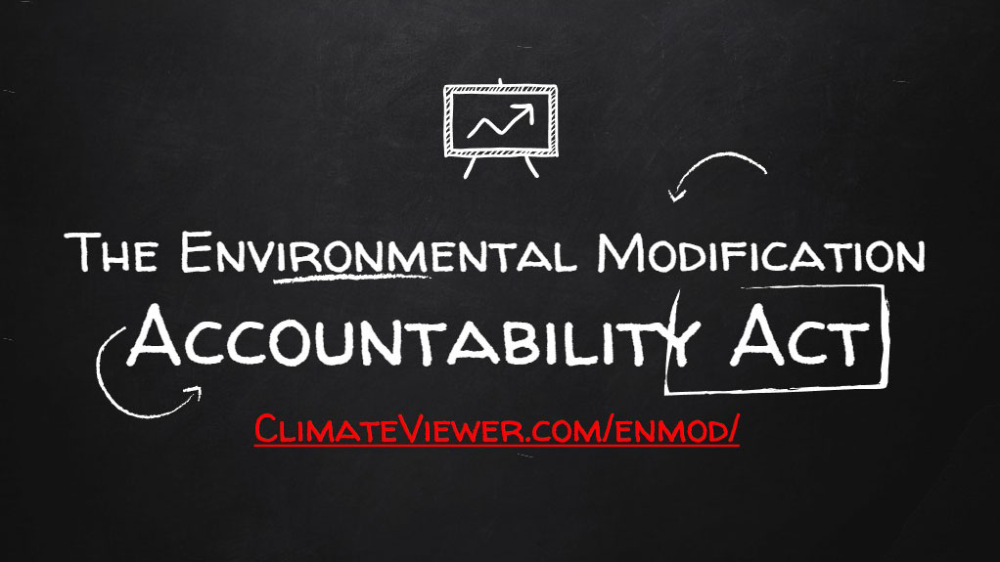 The Environmental Modification
Accountability Act
ClimateViewer.com/enmod/